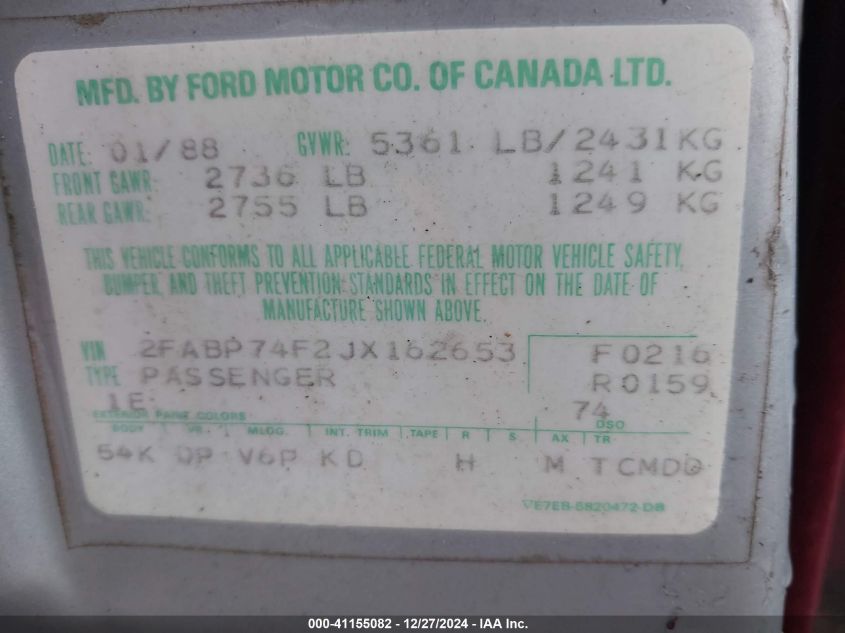 MFD. BY FORD MOTOR CO. OF CANADA LTD.
DATE: 01/88 GVWR: 5361 LB/2431KG
FRONT GAWR: 2736 LB 1241 KG
REAR GAWR: 2755 LB 1249 KG
THIS VEHICLE CONFORMS TO ALL APPLICABLE FEDERAL MOTOR VEHICLE SAFETY,
BUMPER, AND THEFT PREVENTION STANDARDS IN EFFECT ON THE DATE OF
MANUFACTURE SHOWN ABOVE.
VIN 2FABP74F2JX162653 F0216
TYPE PASSENGER R0159
1E 74
EXTERIOR PAINT COLORS DSO
BODY VR. MLDG. INT. TRIM TAPE R S AX TR
54K DP V6P KD H M TCMDD
VE7EB-5820472-DB
000-41155082 - 12/27/2024 - IAA Inc.